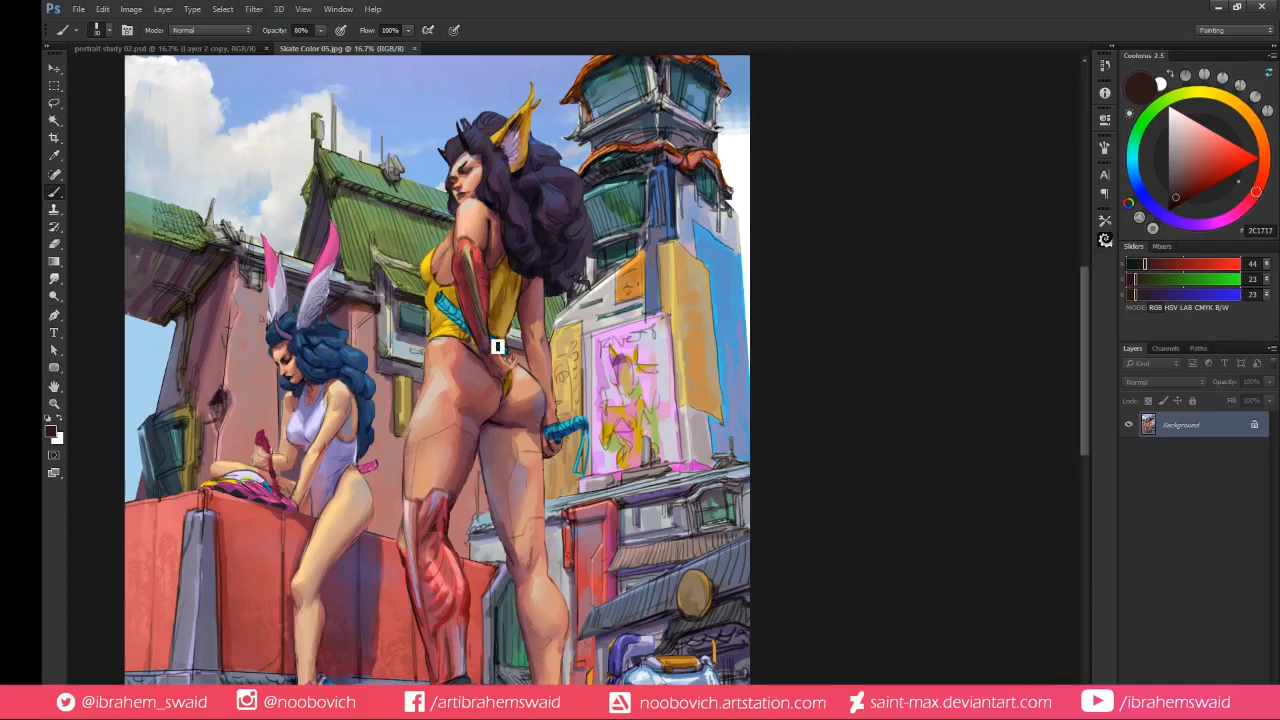 Ps File Edit Image Layer Type Select Filter 3D View Window Help
30 Mode: Normal Opacity: 80% Flow: 100% Painting
portrait study 02.psd @ 16.7% (Layer 2 copy, RGB/8) × Skate Color 05.jpg @ 16.7% (RGB/8) ×
Coolorus 2.5
# 2C1717
Sliders Mixers
44
23
23
MODE: RGB HSV LAB CMYK B/W
Layers Channels Paths
Kind
Normal Opacity: 100%
Lock: Fill: 100%
Background
@ibrahem_swaid @noobovich /artibrahemswaid noobovich.artstation.com saint-max.deviantart.com /ibrahemswaid